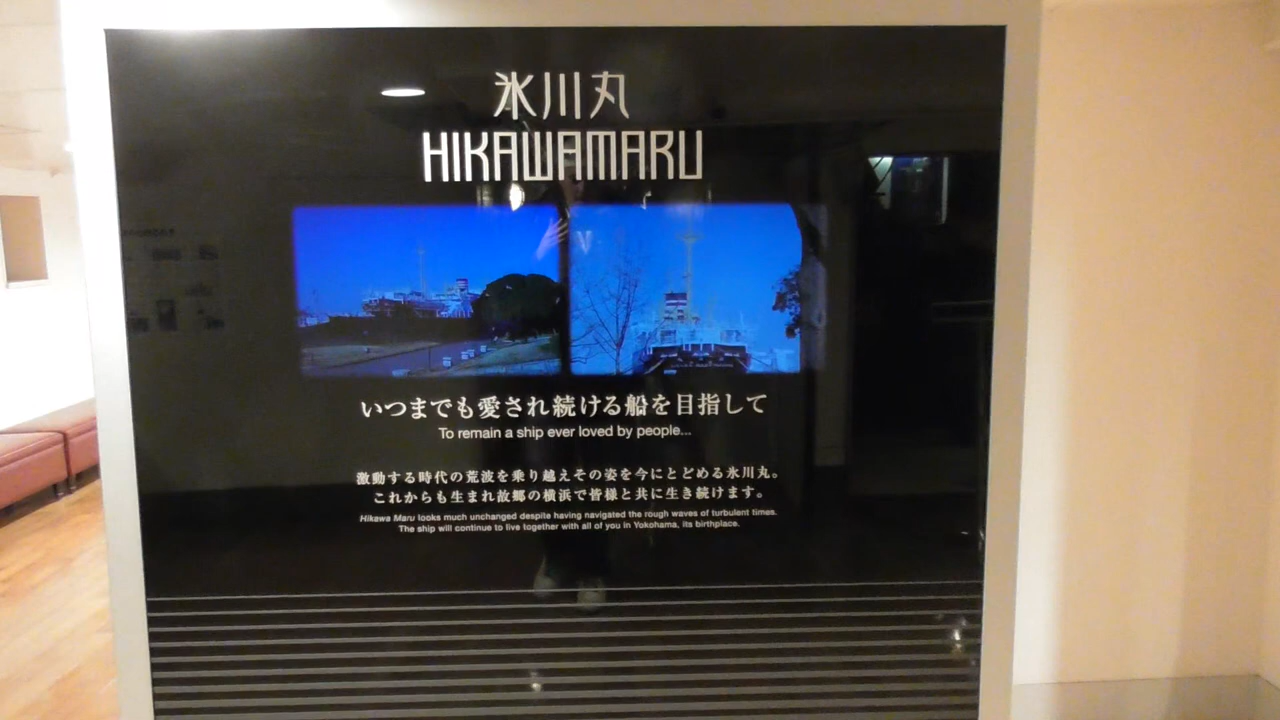 氷川丸
HIKAWAMARU
いつまでも愛され続ける船を目指して
To remain a ship ever loved by people...
激動する時代の荒波を乗り越えその姿を今にとどめる氷川丸。
これからも生まれ故郷の横浜で皆様と共に生き続けます。
Hikawa Maru looks much unchanged despite having navigated the rough waves of turbulent times.
The ship will continue to live together with all of you in Yokohama, its birthplace.